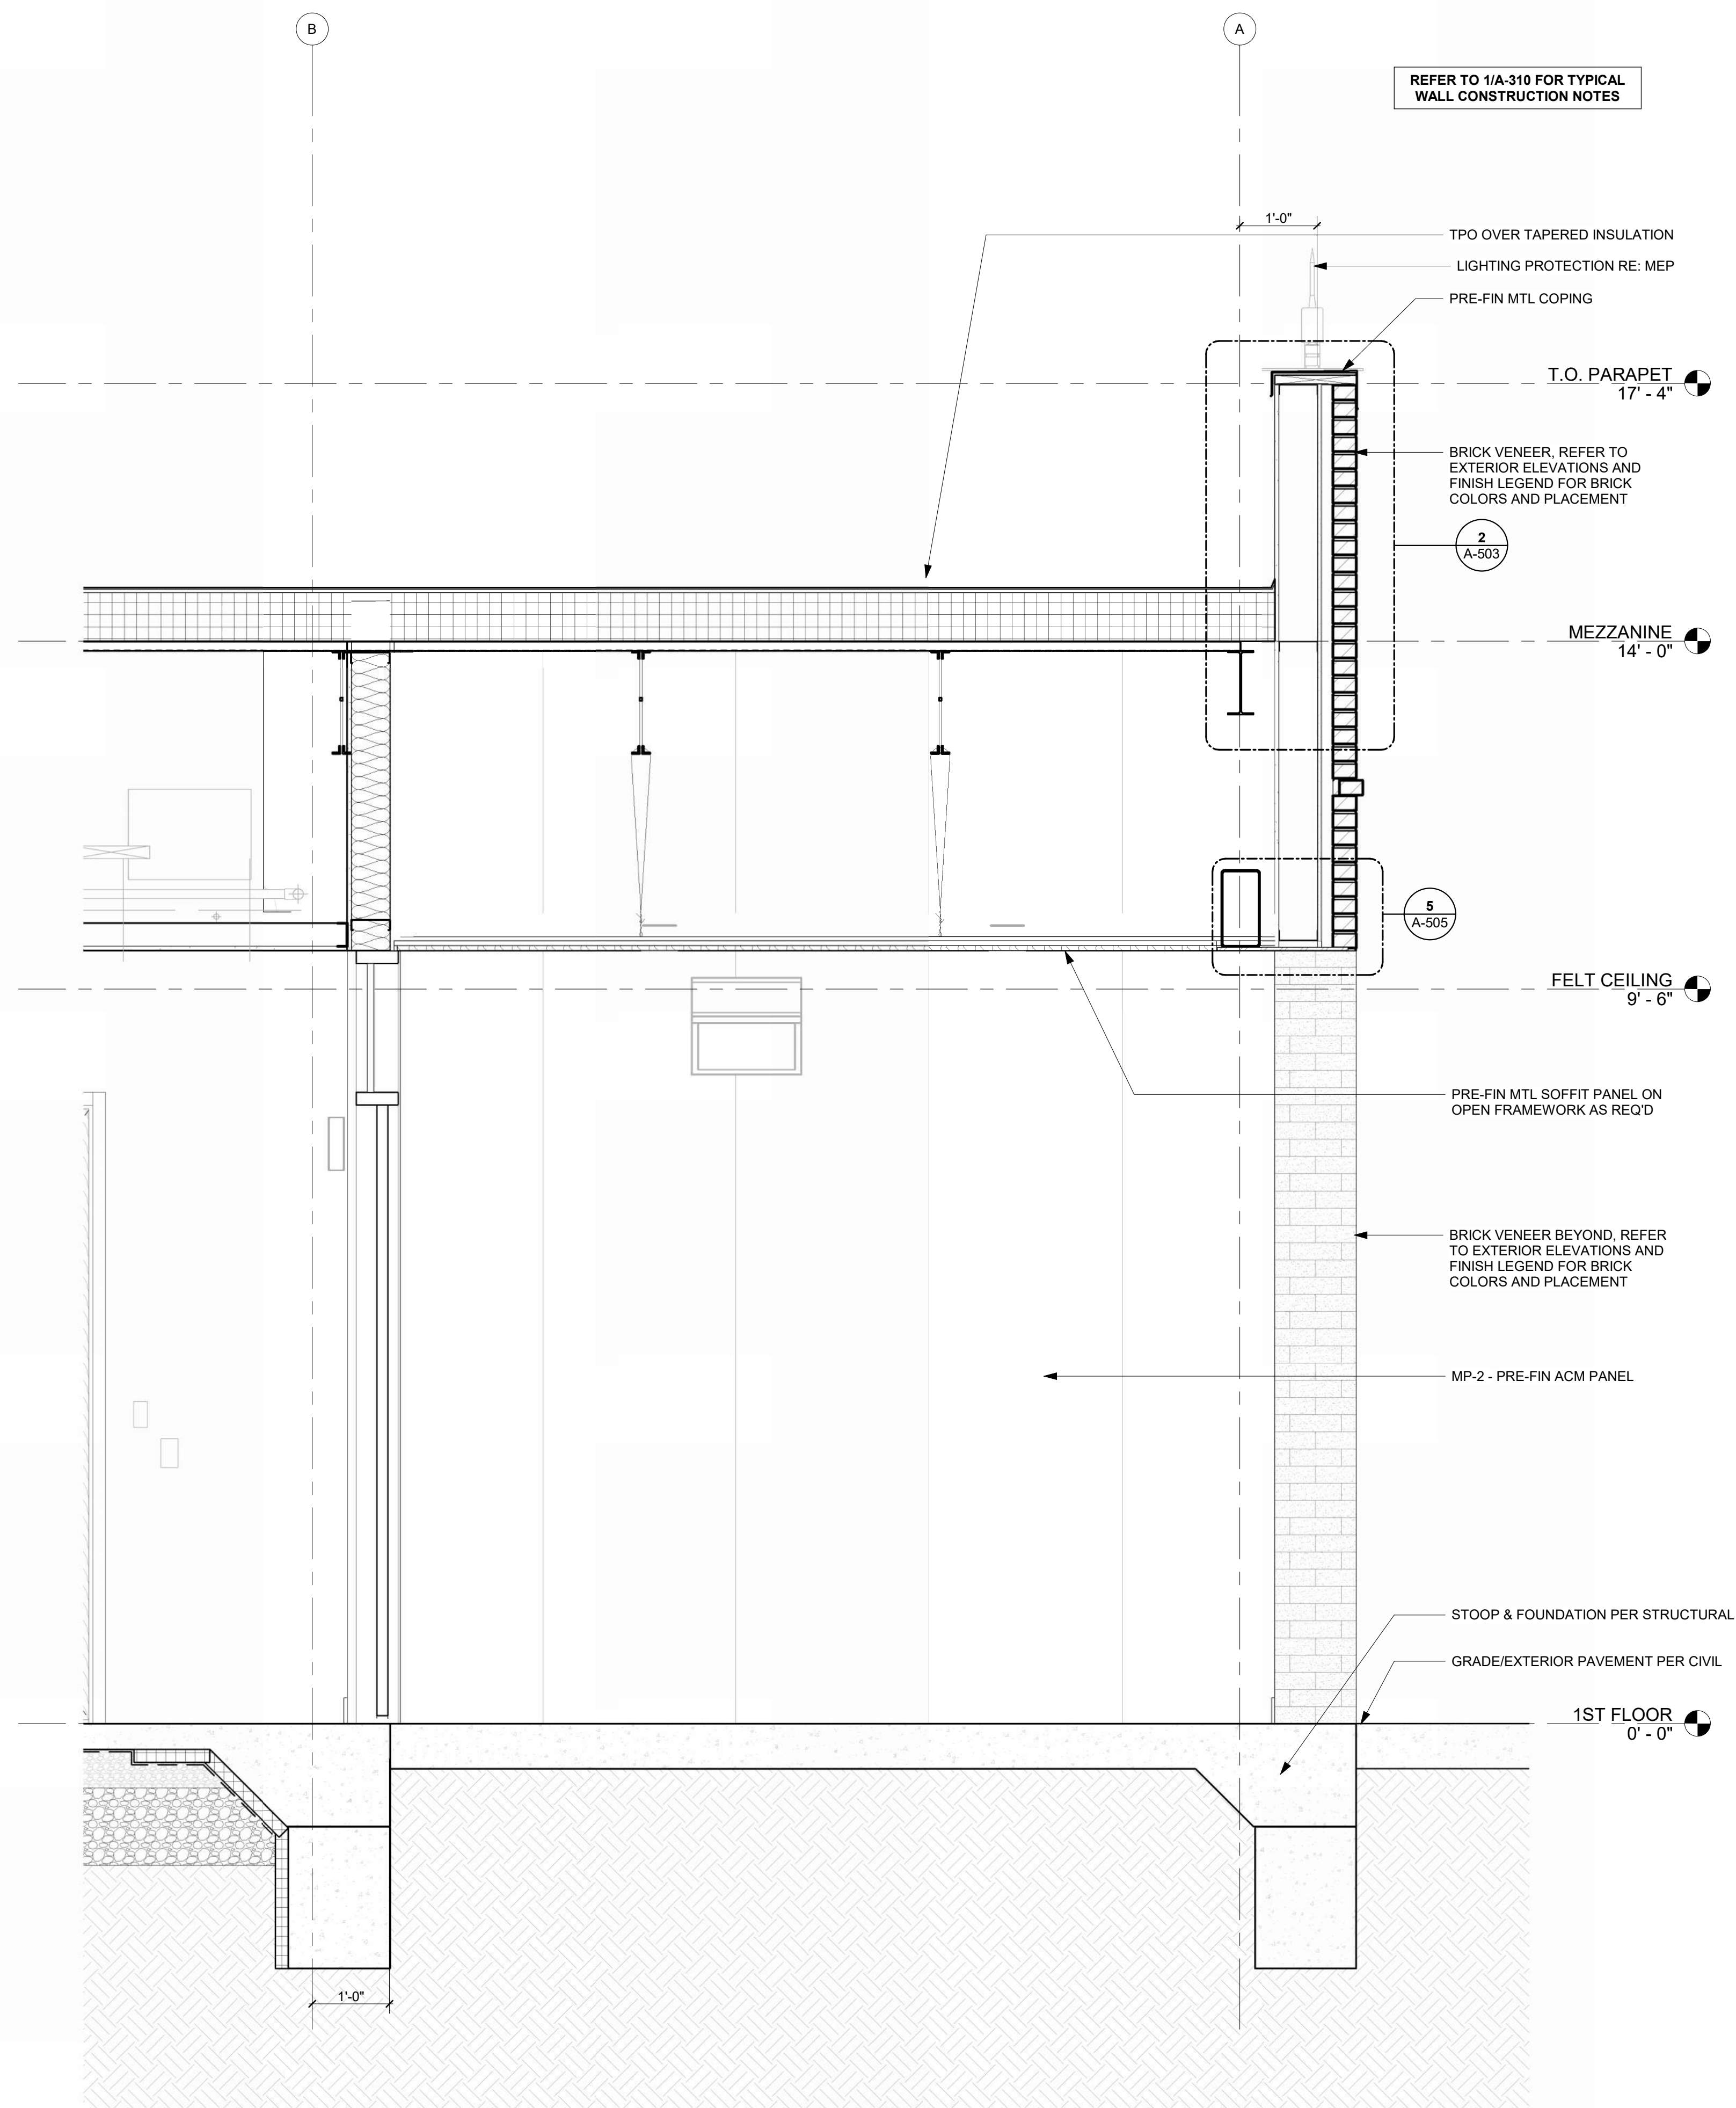 B
A
REFER TO 1/A-310 FOR TYPICAL
WALL CONSTRUCTION NOTES
1'-0"
TPO OVER TAPERED INSULATION
LIGHTING PROTECTION RE: MEP
PRE-FIN MTL COPING
T.O. PARAPET
17' - 4"
BRICK VENEER, REFER TO
EXTERIOR ELEVATIONS AND
FINISH LEGEND FOR BRICK
COLORS AND PLACEMENT
2
A-503
MEZZANINE
14' - 0"
5
A-505
FELT CEILING
9' - 6"
PRE-FIN MTL SOFFIT PANEL ON
OPEN FRAMEWORK AS REQ'D
BRICK VENEER BEYOND, REFER
TO EXTERIOR ELEVATIONS AND
FINISH LEGEND FOR BRICK
COLORS AND PLACEMENT
MP-2 - PRE-FIN ACM PANEL
STOOP & FOUNDATION PER STRUCTURAL
GRADE/EXTERIOR PAVEMENT PER CIVIL
1ST FLOOR
0' - 0"
1'-0"